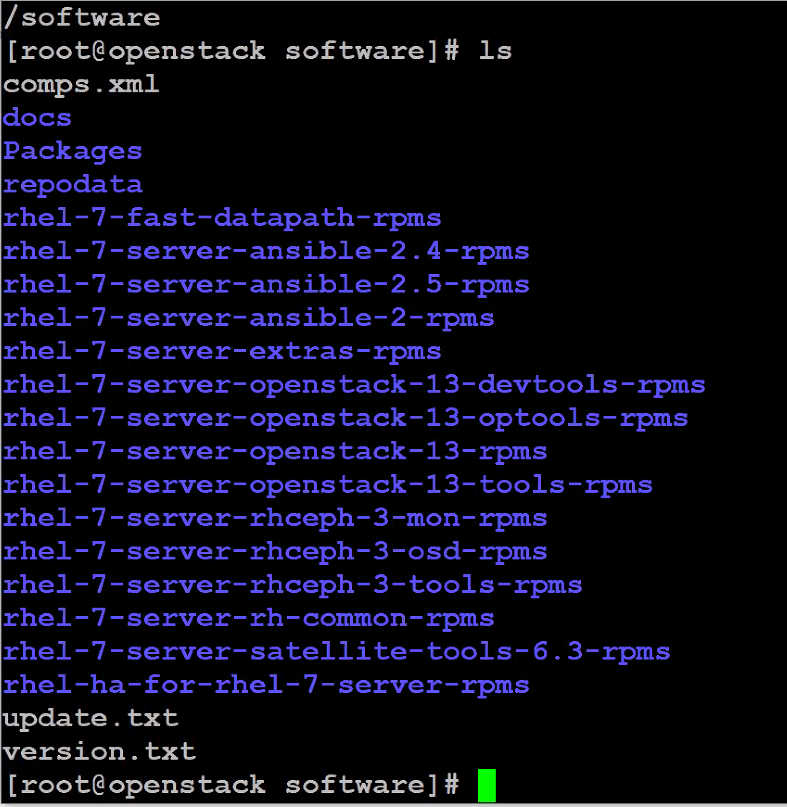 /software
[root@openstack software]# ls
comps.xml
docs
Packages
repodata
rhel-7-fast-datapath-rpms
rhel-7-server-ansible-2.4-rpms
rhel-7-server-ansible-2.5-rpms
rhel-7-server-ansible-2-rpms
rhel-7-server-extras-rpms
rhel-7-server-openstack-13-devtools-rpms
rhel-7-server-openstack-13-optools-rpms
rhel-7-server-openstack-13-rpms
rhel-7-server-openstack-13-tools-rpms
rhel-7-server-rhceph-3-mon-rpms
rhel-7-server-rhceph-3-osd-rpms
rhel-7-server-rhceph-3-tools-rpms
rhel-7-server-rh-common-rpms
rhel-7-server-satellite-tools-6.3-rpms
rhel-ha-for-rhel-7-server-rpms
update.txt
version.txt
[root@openstack software]#